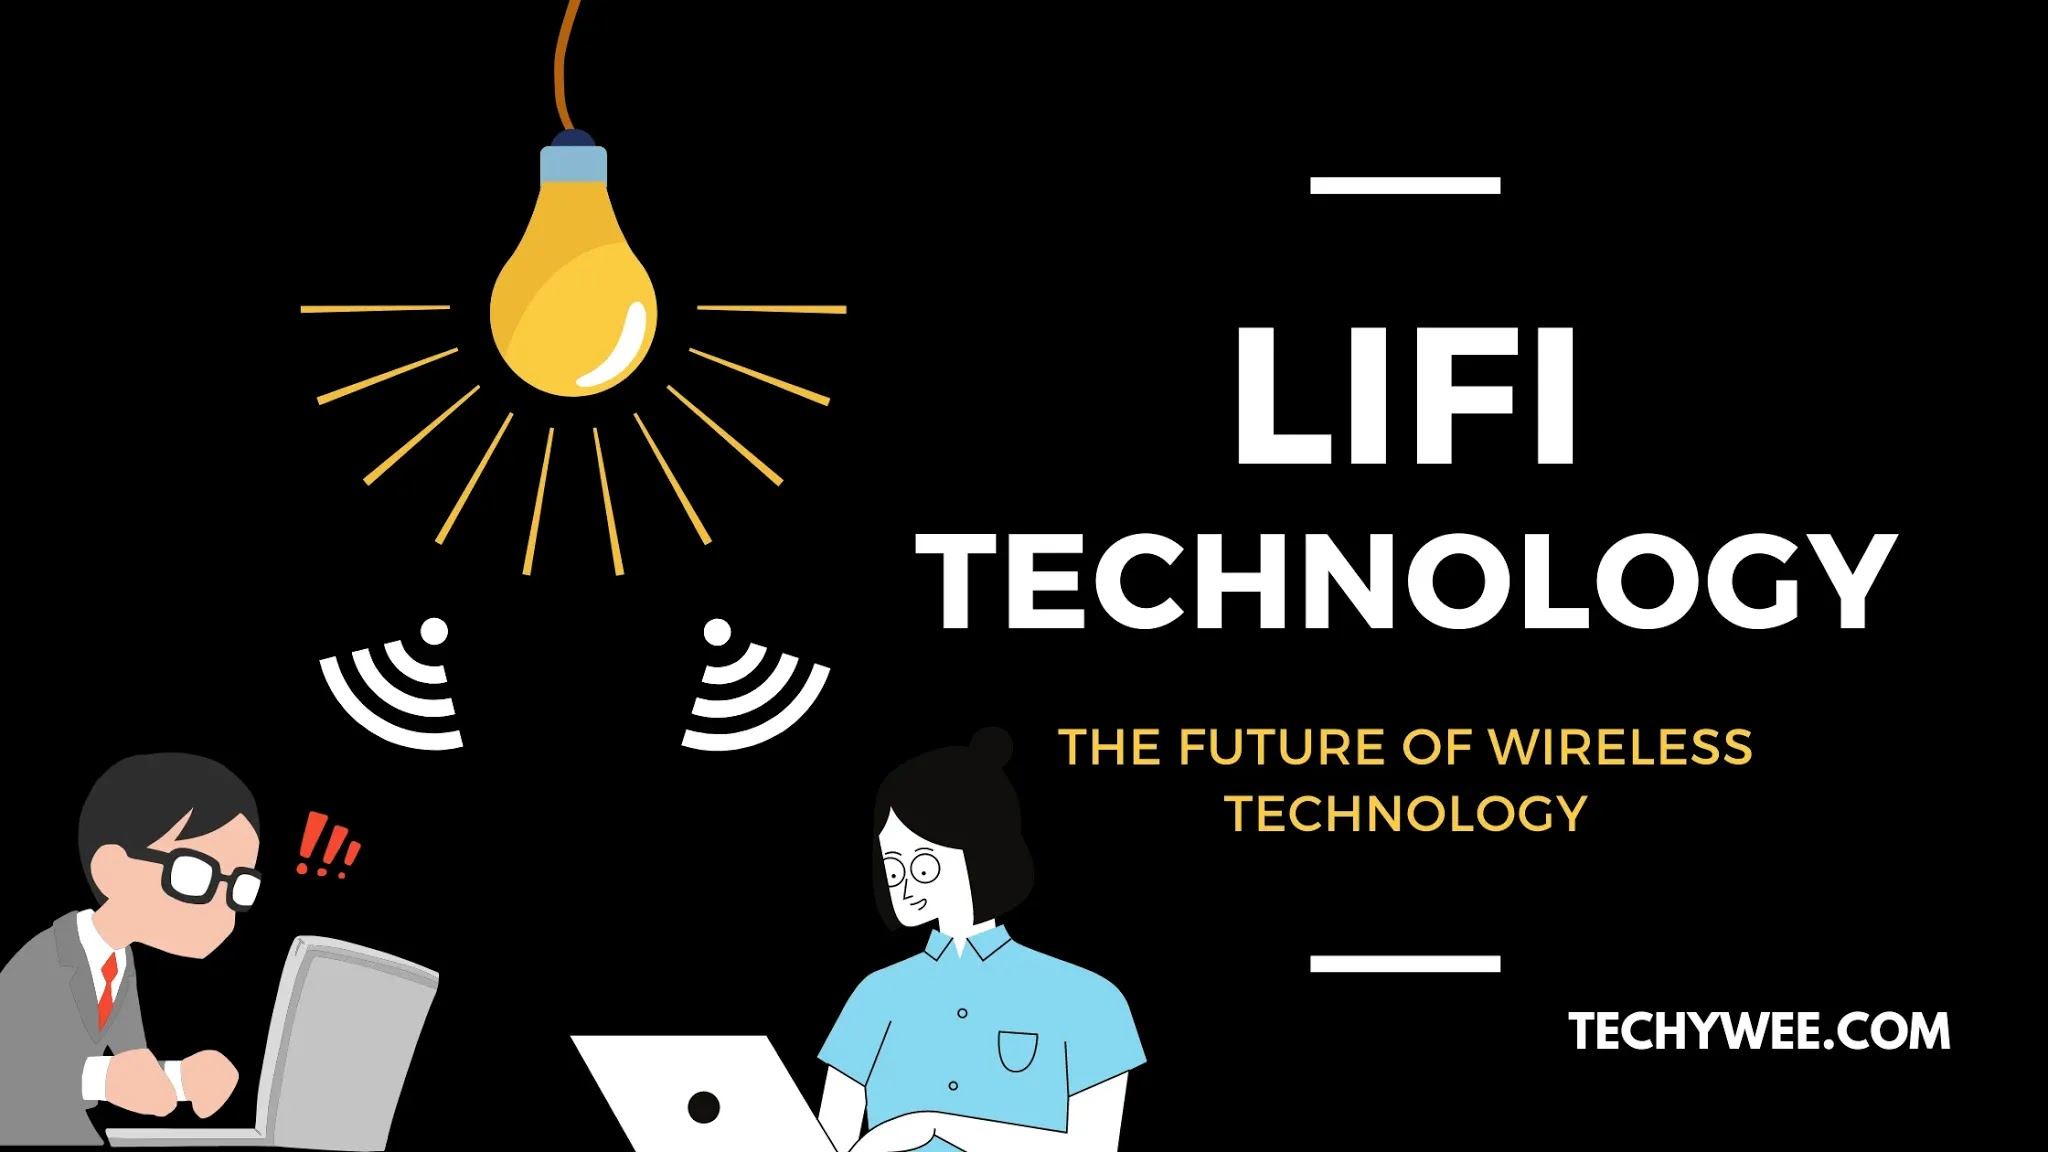 LIFI
TECHNOLOGY
THE FUTURE OF WIRELESS
TECHNOLOGY
!!!
TECHYWEE.COM